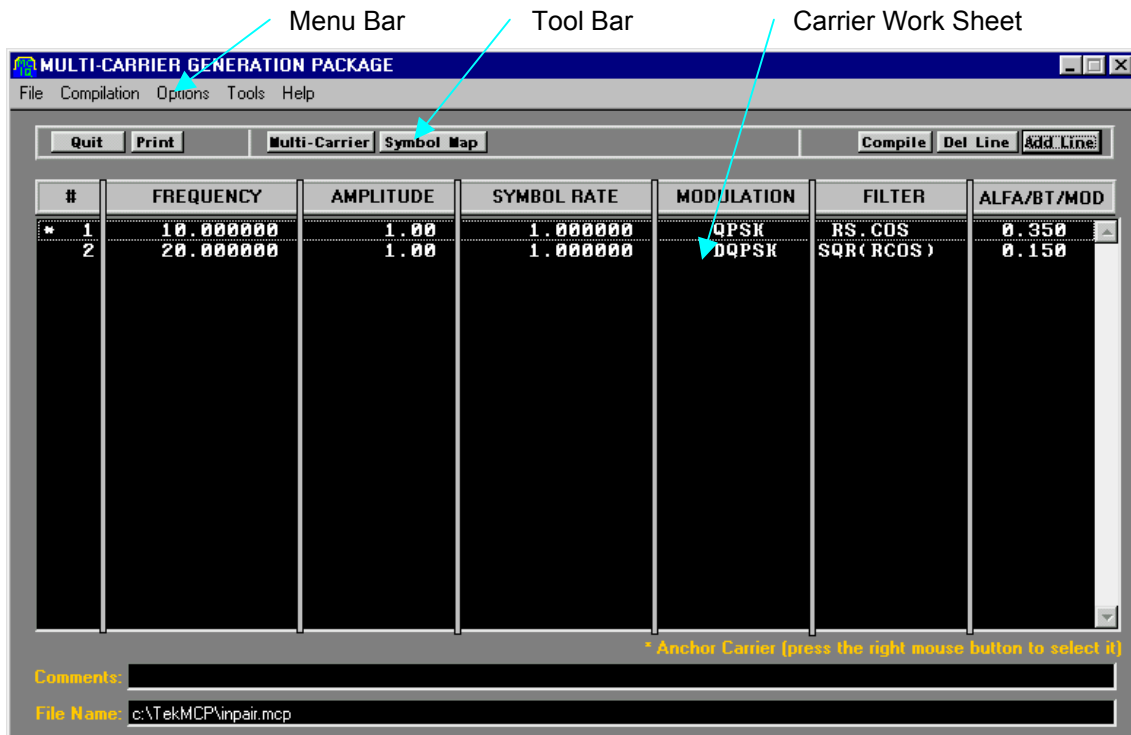 Menu Bar Tool Bar Carrier Work Sheet
MULTI-CARRIER GENERATION PACKAGE
File Compilation Options Tools Help
Quit Print Multi-Carrier Symbol Map Compile Del Line Add Line
# FREQUENCY AMPLITUDE SYMBOL RATE MODULATION FILTER ALFA/BT/MOD
* 1 10.000000 1.00 1.000000 QPSK RS.COS 0.350
2 20.000000 1.00 1.000000 DQPSK SQR(RCOS) 0.150
* Anchor Carrier (press the right mouse button to select it)
Comments:
File Name: c:\TekMCP\inpair.mcp